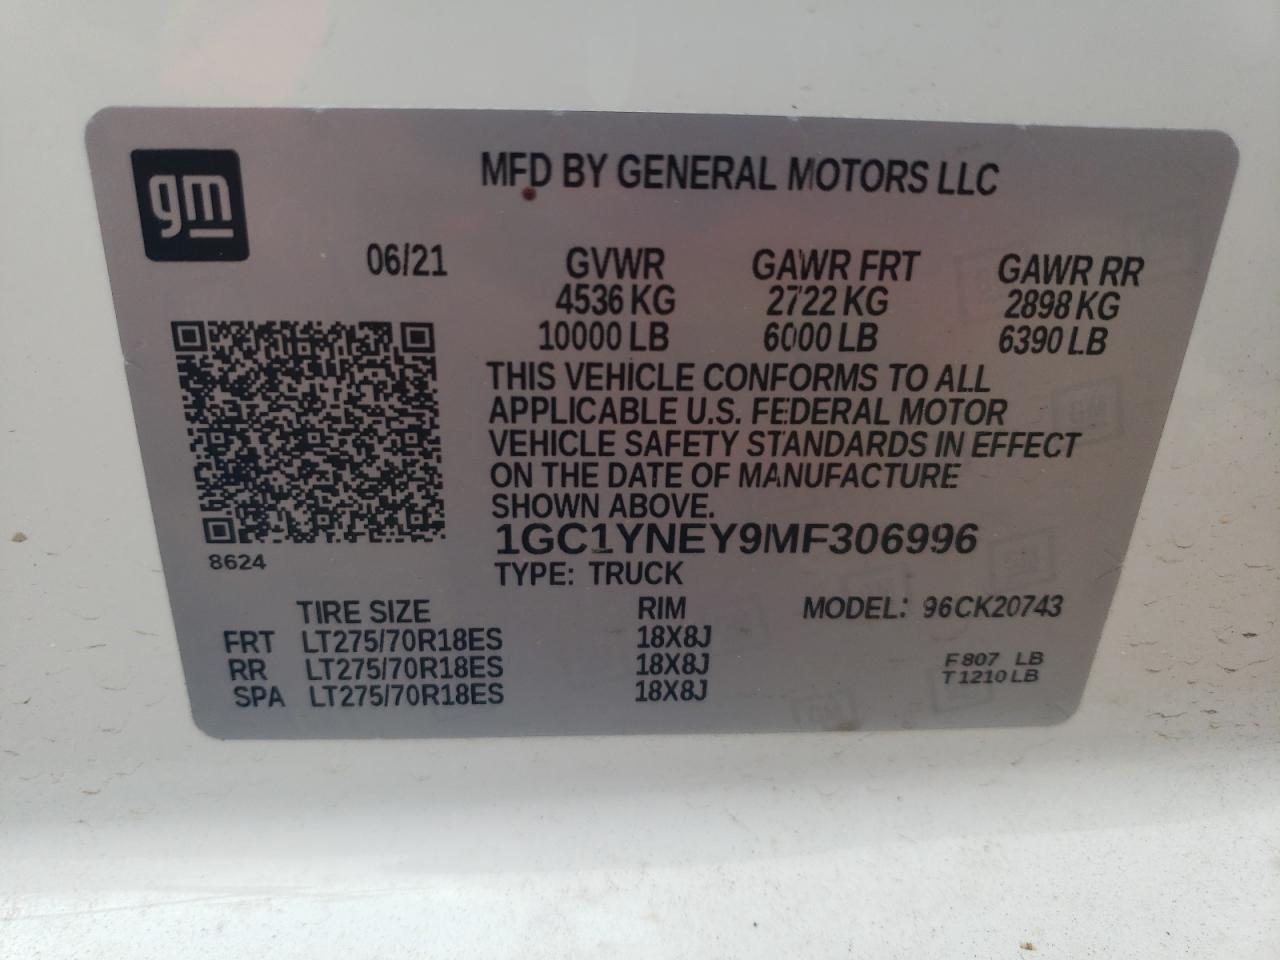 gm
MFD BY GENERAL MOTORS LLC
06/21 GVWR GAWR FRT GAWR RR
4536 KG 2722 KG 2898 KG
10000 LB 6000 LB 6390 LB
THIS VEHICLE CONFORMS TO ALL
APPLICABLE U.S. FEDERAL MOTOR
VEHICLE SAFETY STANDARDS IN EFFECT
ON THE DATE OF MANUFACTURE
SHOWN ABOVE.
1GC1YNEY9MF306996
8624
TYPE: TRUCK
TIRE SIZE RIM MODEL: 96CK20743
FRT LT275/70R18ES 18X8J
RR LT275/70R18ES 18X8J
SPA LT275/70R18ES 18X8J
F 807 LB
T 1210 LB